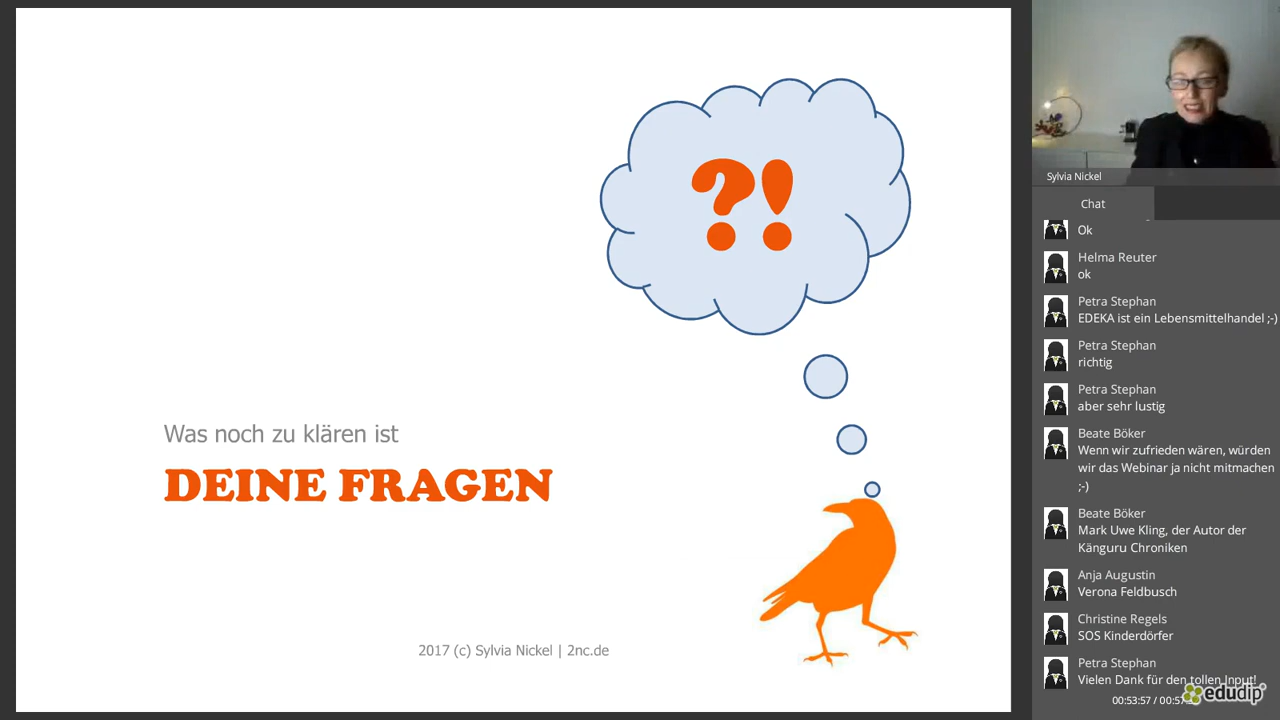 ?!
Was noch zu klären ist
DEINE FRAGEN
2017 (c) Sylvia Nickel | 2nc.de
Sylvia Nickel
Chat
Ok
Helma Reuter
ok
Petra Stephan
EDEKA ist ein Lebensmittelhandel ;-)
Petra Stephan
richtig
Petra Stephan
aber sehr lustig
Beate Böker
Wenn wir zufrieden wären, würden
wir das Webinar ja nicht mitmachen
;-)
Beate Böker
Mark Uwe Kling, der Autor der
Känguru Chroniken
Anja Augustin
Verona Feldbusch
Christine Regels
SOS Kinderdörfer
Petra Stephan
Vielen Dank für den tollen Input!
00:53:57 /
edudip